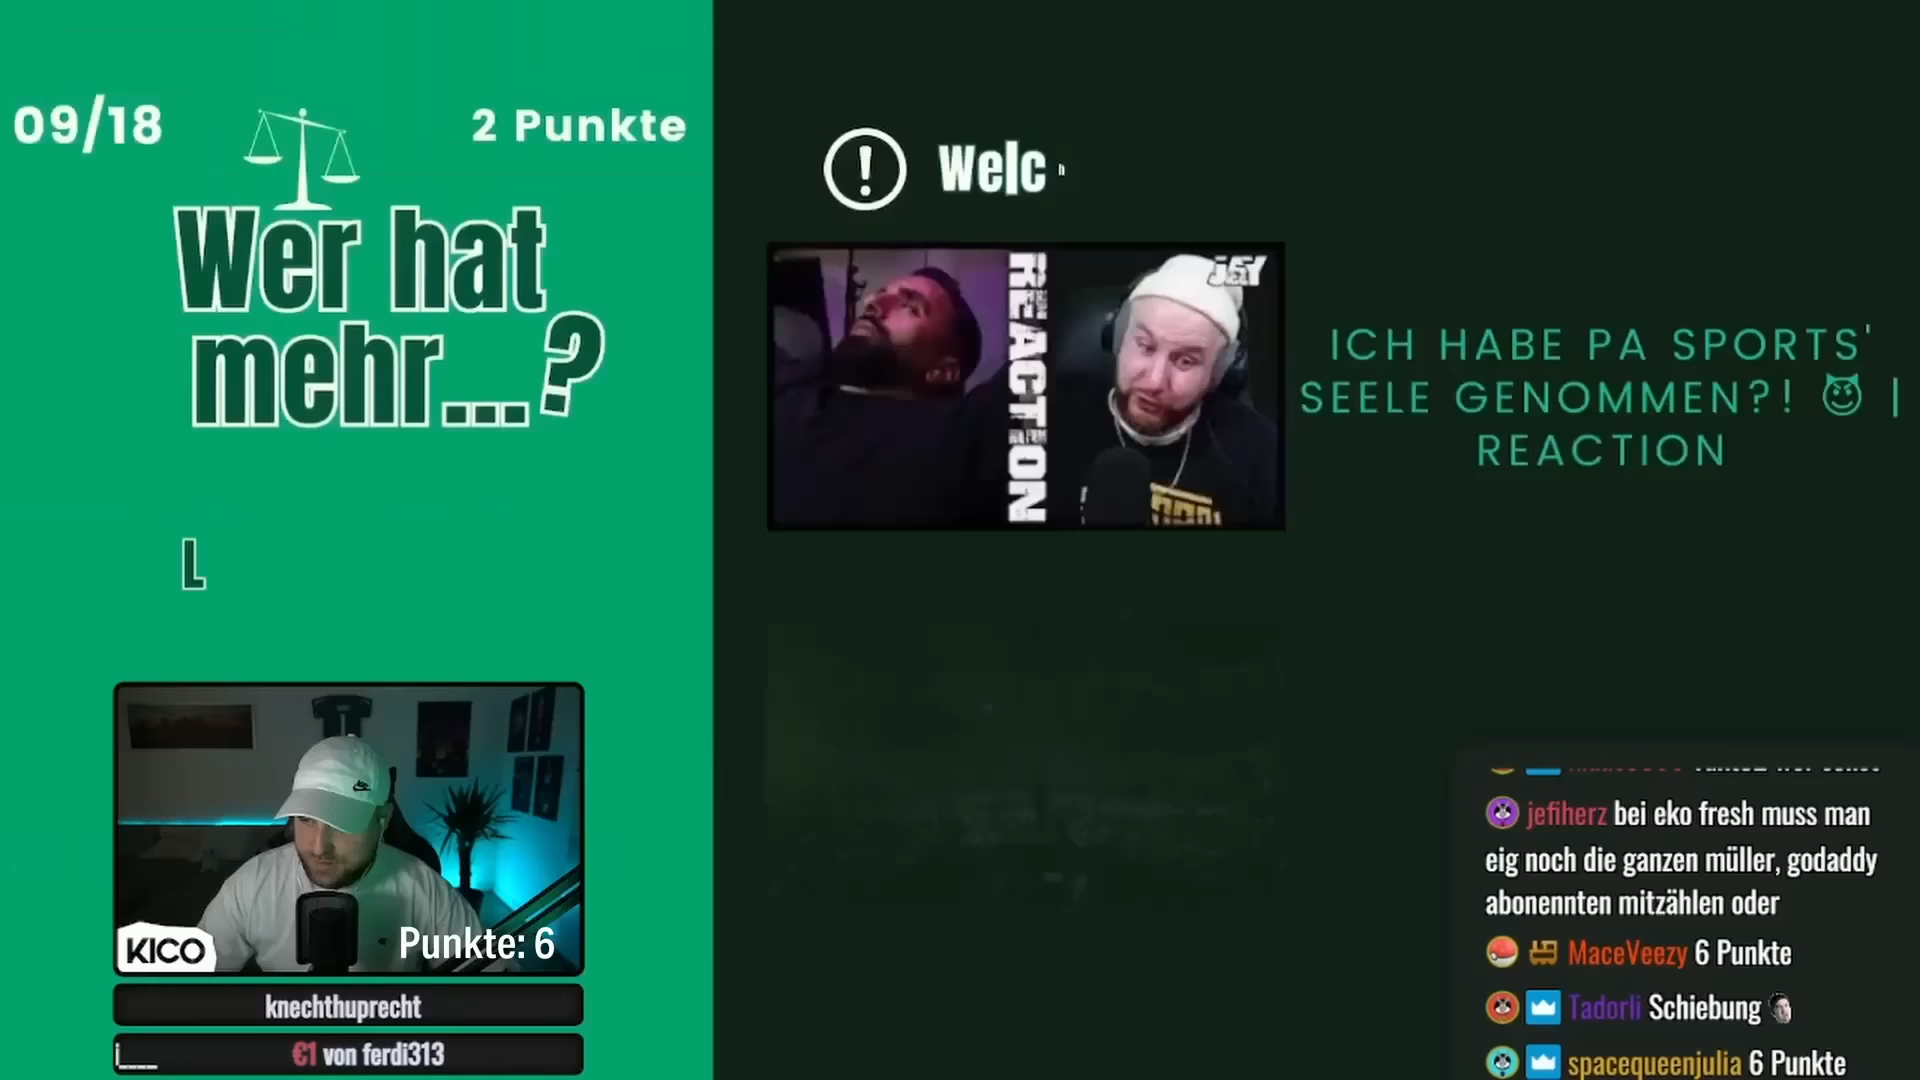 09/18
2 Punkte
Wer hat
mehr...?
L
! Welch
REACTION
JAY
ICH HABE PA SPORTS'
SEELE GENOMMEN?! 😈 |
REACTION
KICO
Punkte: 6
knechthuprecht
€1 von ferdi313
jefiherz bei eko fresh muss man
eig noch die ganzen müller, godaddy
abonennten mitzählen oder
MaceVeezy 6 Punkte
Tadorli Schiebung
spacequeenjulia 6 Punkte